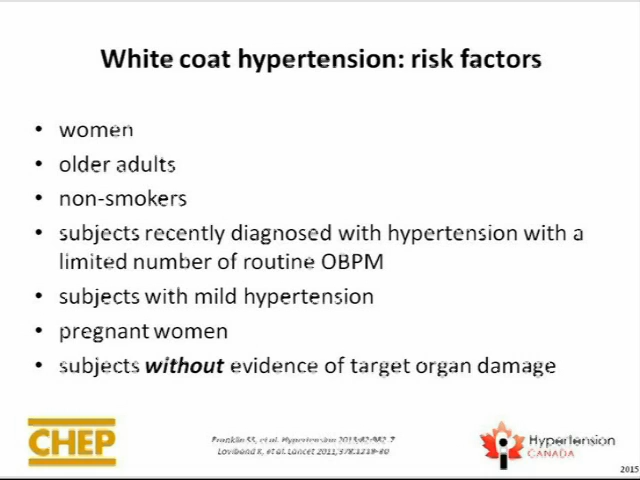 White coat hypertension: risk factors
• women
• older adults
• non-smokers
• subjects recently diagnosed with hypertension with a
limited number of routine OBPM
• subjects with mild hypertension
• pregnant women
• subjects without evidence of target organ damage
CHEP
Franklin SS, et al. Hypertension 2013;62:982-7
Lovibond K, et al. Lancet 2011;378:1219-30
Hypertension
CANADA
2015